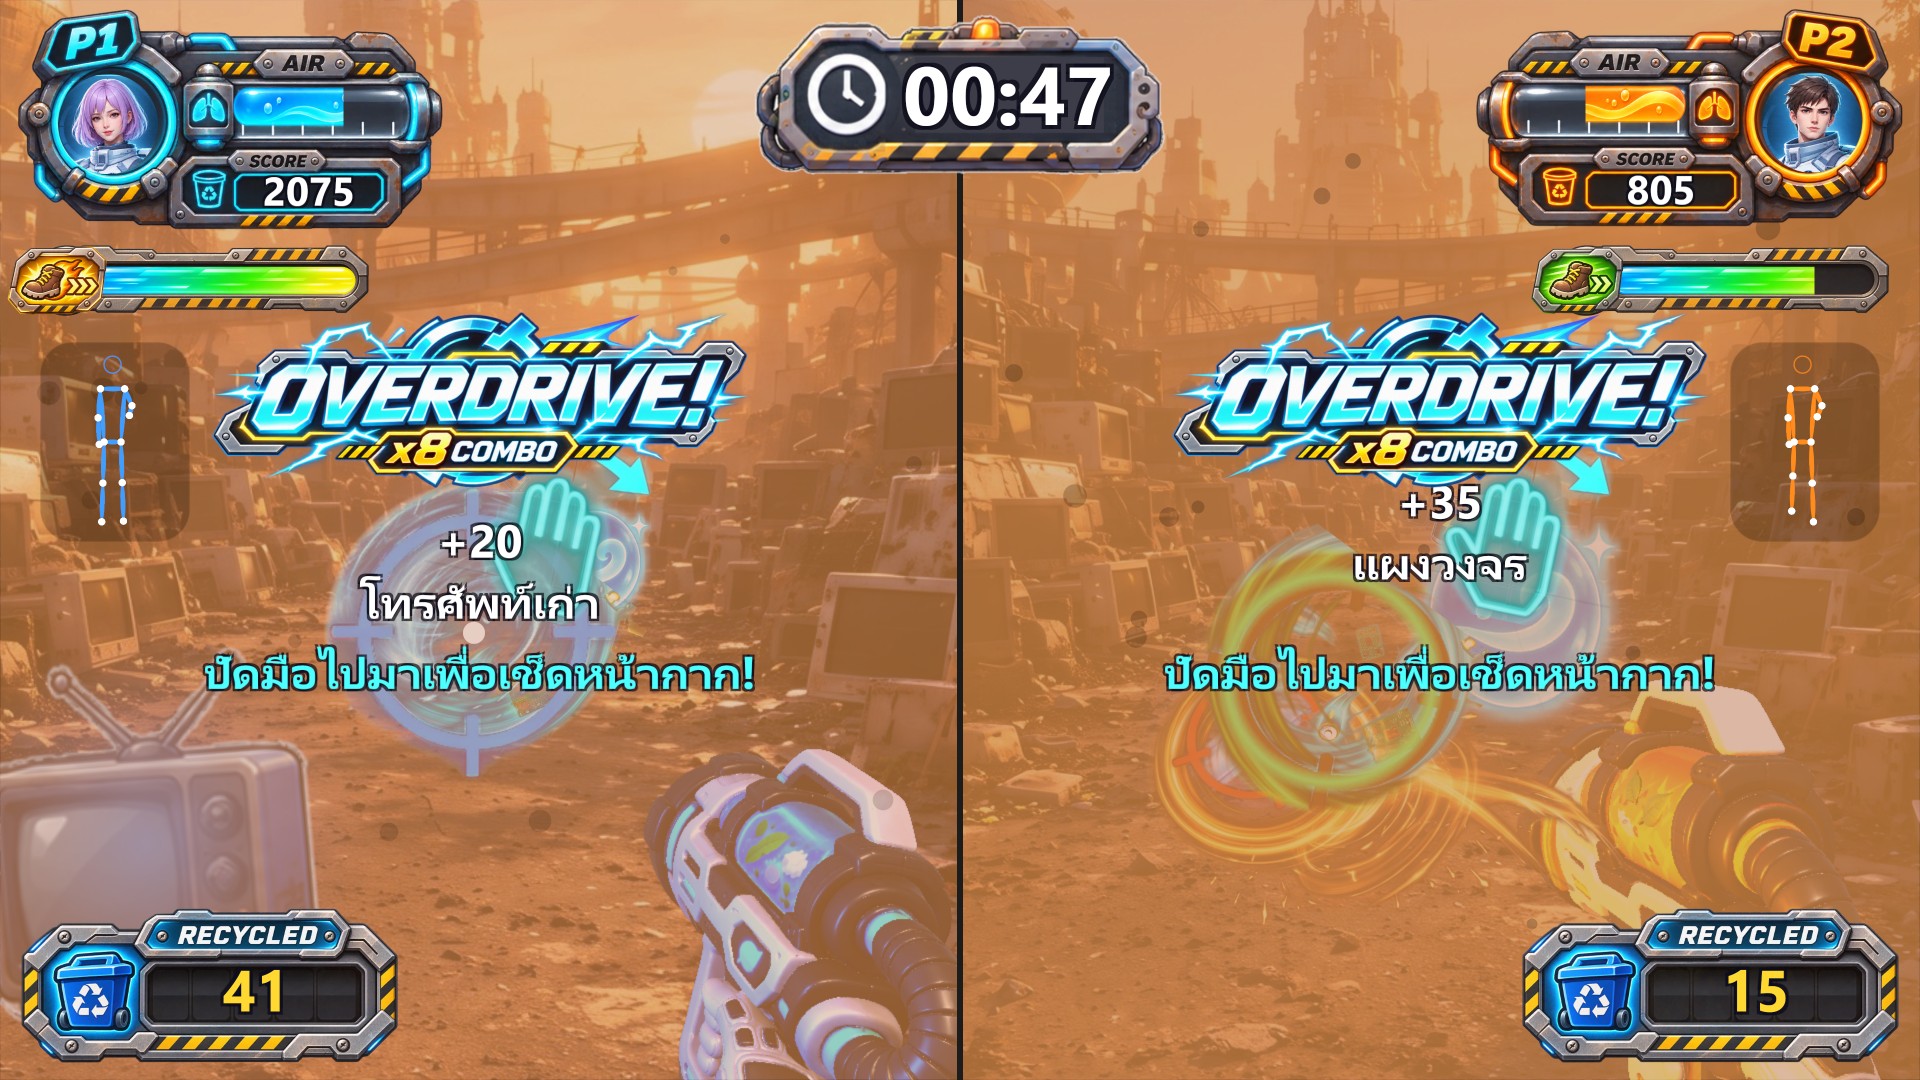 P1
AIR
SCORE
2075
00:47
P2
AIR
SCORE
805
OVERDRIVE!
x8 COMBO
+20
โทรศัพท์เก่า
ปัดมือไปมาเพื่อเช็ดหน้ากาก!
OVERDRIVE!
x8 COMBO
+35
แผงวงจร
ปัดมือไปมาเพื่อเช็ดหน้ากาก!
RECYCLED
41
RECYCLED
15